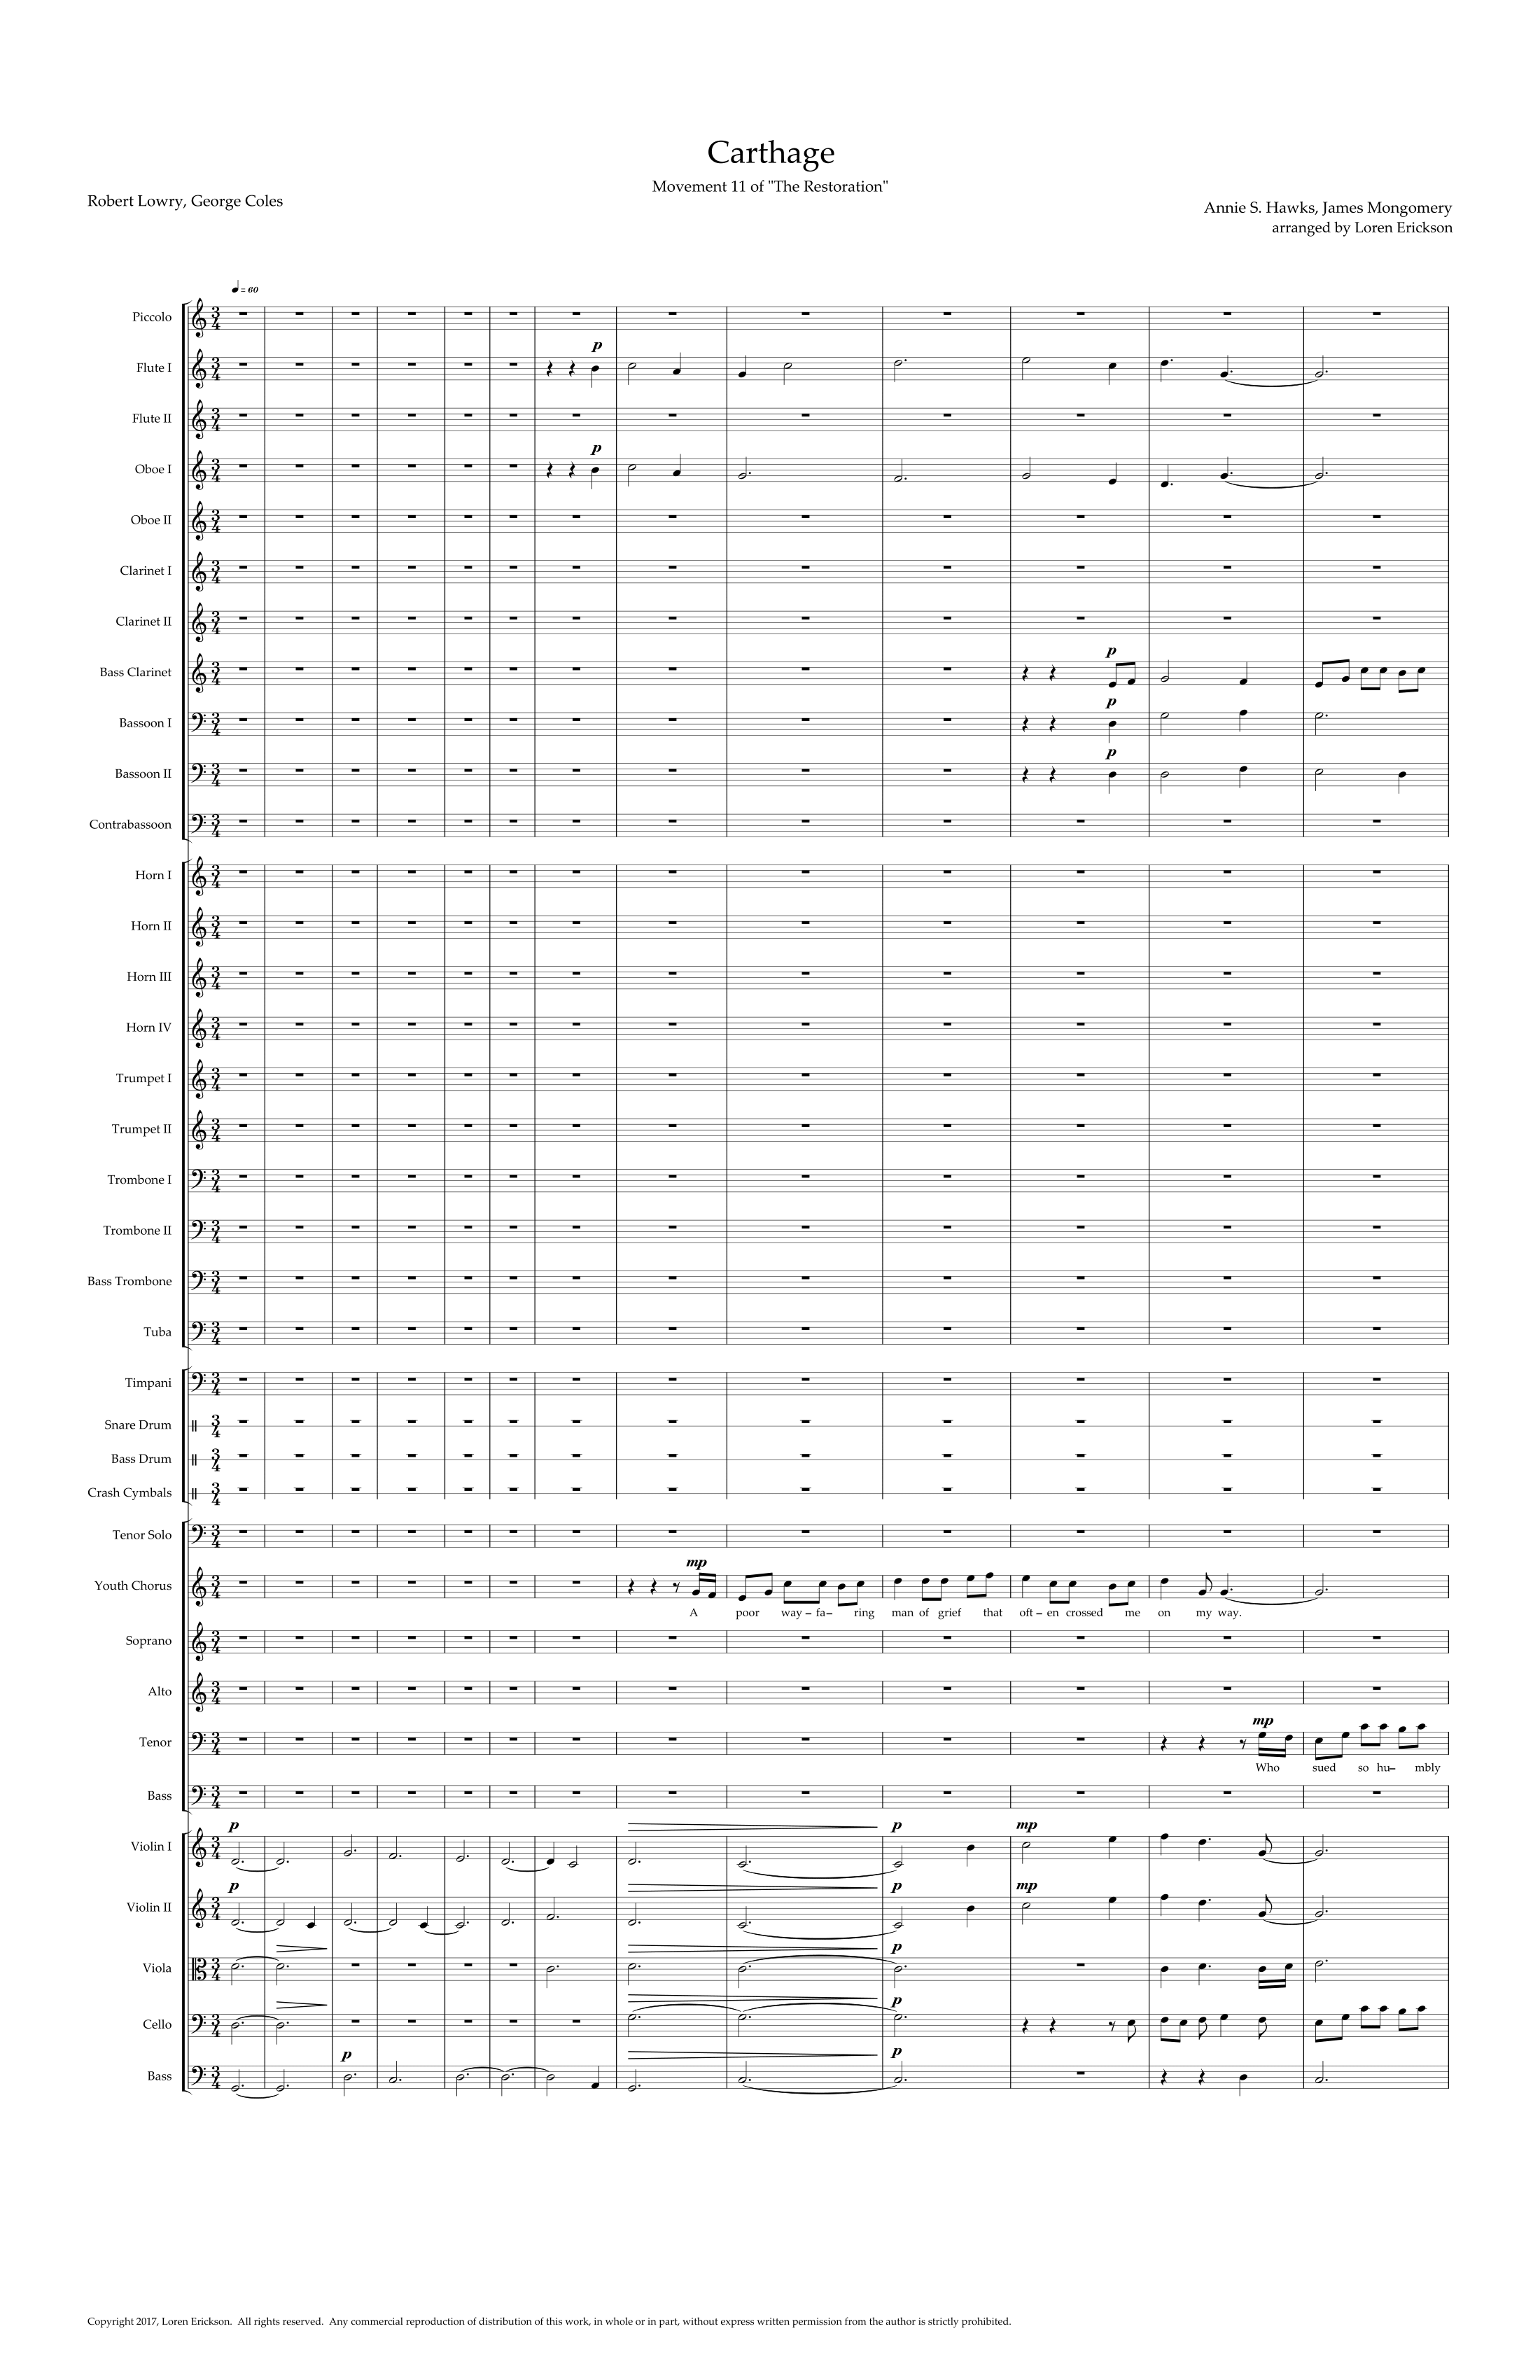 Carthage
Movement 11 of "The Restoration"
Robert Lowry, George Coles
Annie S. Hawks, James Mongomery
arranged by Loren Erickson
= 60
Piccolo
p
Flute I
Flute II
p
Oboe I
Oboe II
Clarinet I
Clarinet II
p
Bass Clarinet
p
Bassoon I
p
Bassoon II
Contrabassoon
Horn I
Horn II
Horn III
Horn IV
Trumpet I
Trumpet II
Trombone I
Trombone II
Bass Trombone
Tuba
Timpani
Snare Drum
Bass Drum
Crash Cymbals
Tenor Solo
mp
Youth Chorus
A poor way - fa - ring man of grief that oft - en crossed me on my way.
Soprano
Alto
mp
Tenor
Who sued so hu - mbly
Bass
p p mp
Violin I
p p mp
Violin II
p
Viola
p
Cello
p p
Bass
Copyright 2017, Loren Erickson. All rights reserved. Any commercial reproduction of distribution of this work, in whole or in part, without express written permission from the author is strictly prohibited.